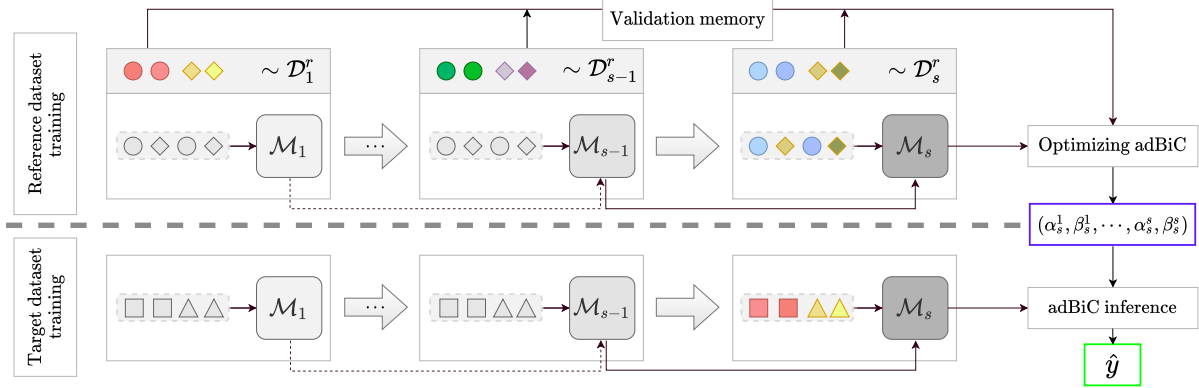 Validation memory
Reference dataset
training
∼ 𝒟₁ʳ
∼ 𝒟ₛ₋₁ʳ
∼ 𝒟ₛʳ
ℳ₁
...
ℳₛ₋₁
ℳₛ
Optimizing adBiC
(αₛ¹, βₛ¹, ⋯, αₛˢ, βₛˢ)
Target dataset
training
ℳ₁
...
ℳₛ₋₁
ℳₛ
adBiC inference
ŷ